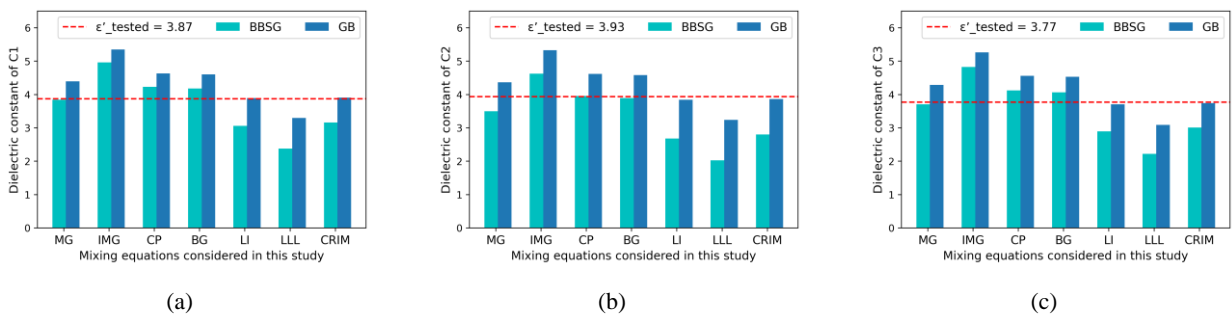 ε’_tested = 3.87 BBSG GB
Dielectric constant of C1
6
5
4
3
2
1
0
MG IMG CP BG LI LLL CRIM
Mixing equations considered in this study
(a)
ε’_tested = 3.93 BBSG GB
Dielectric constant of C2
6
5
4
3
2
1
0
MG IMG CP BG LI LLL CRIM
Mixing equations considered in this study
(b)
ε’_tested = 3.77 BBSG GB
Dielectric constant of C3
6
5
4
3
2
1
0
MG IMG CP BG LI LLL CRIM
Mixing equations considered in this study
(c)